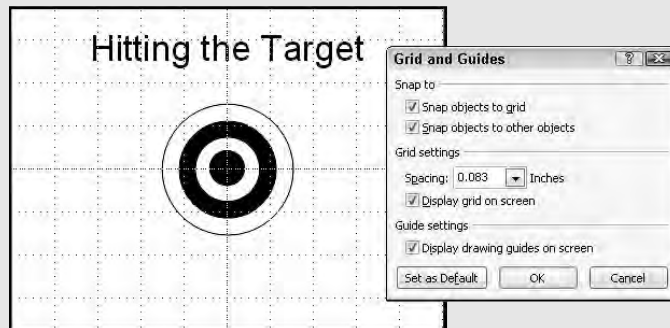 Hitting the Target
Grid and Guides
Snap to
Snap objects to grid
Snap objects to other objects
Grid settings
Spacing: 0.083 Inches
Display grid on screen
Guide settings
Display drawing guides on screen
Set as Default OK Cancel